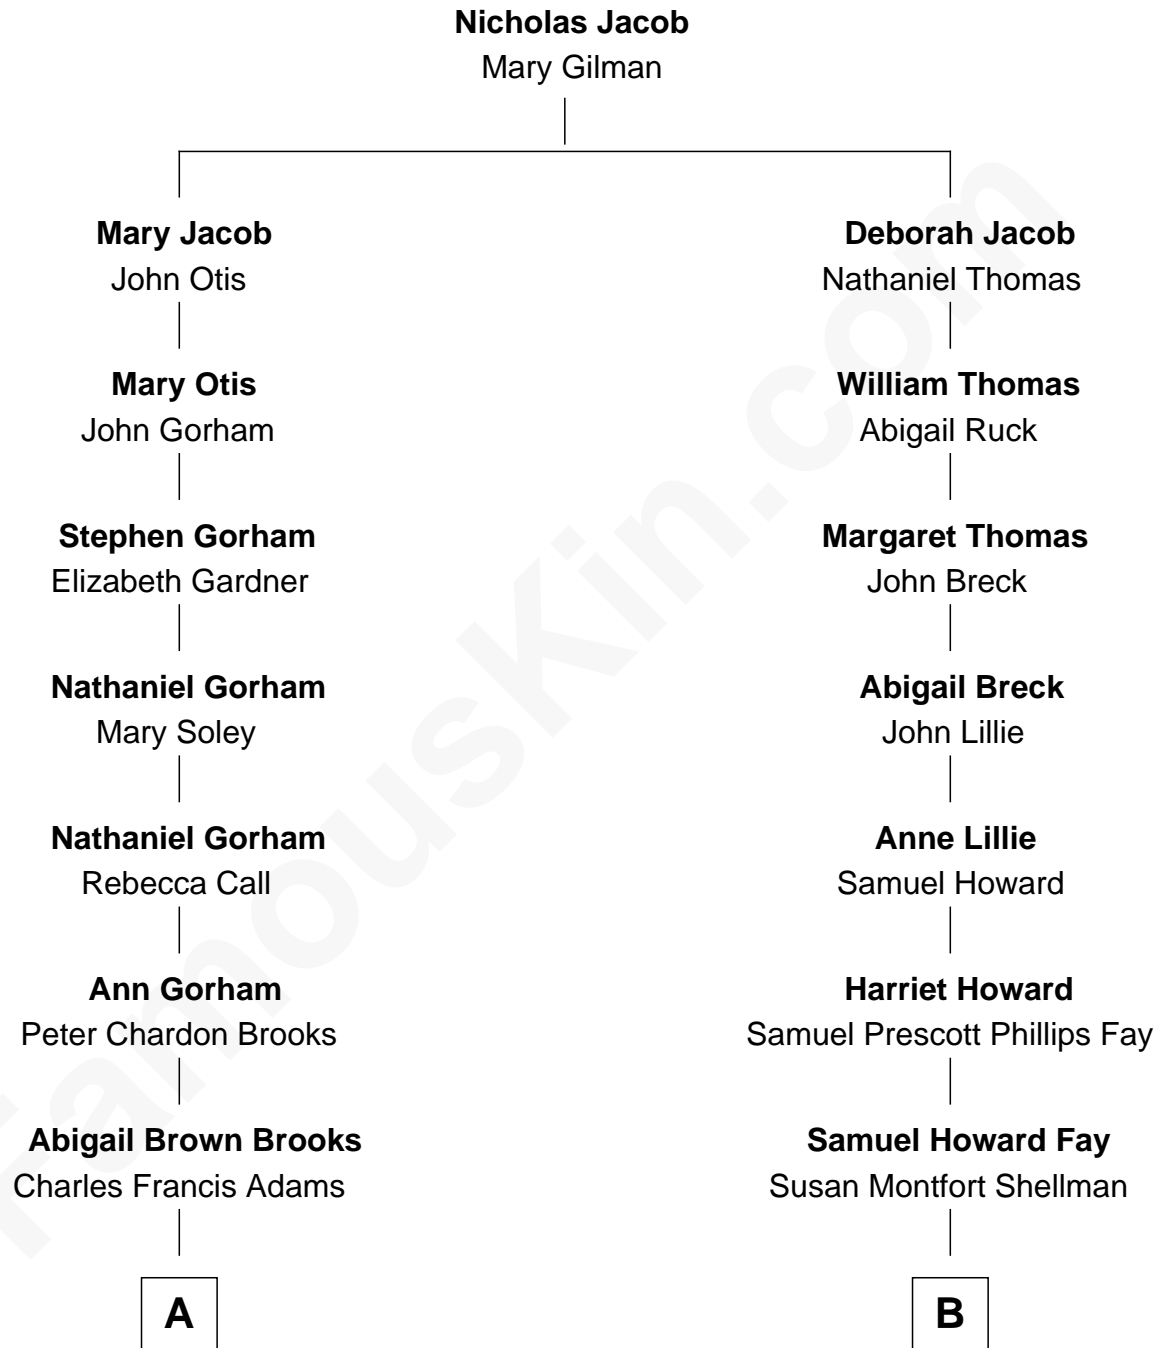 Nicholas Jacob
Mary Gilman
Mary Jacob
John Otis
Deborah Jacob
Nathaniel Thomas
Mary Otis
John Gorham
William Thomas
Abigail Ruck
Stephen Gorham
Elizabeth Gardner
Margaret Thomas
John Breck
Nathaniel Gorham
Mary Soley
Abigail Breck
John Lillie
Nathaniel Gorham
Rebecca Call
Anne Lillie
Samuel Howard
Ann Gorham
Peter Chardon Brooks
Harriet Howard
Samuel Prescott Phillips Fay
Abigail Brown Brooks
Charles Francis Adams
Samuel Howard Fay
Susan Montfort Shellman
A
B
FamousKin.com